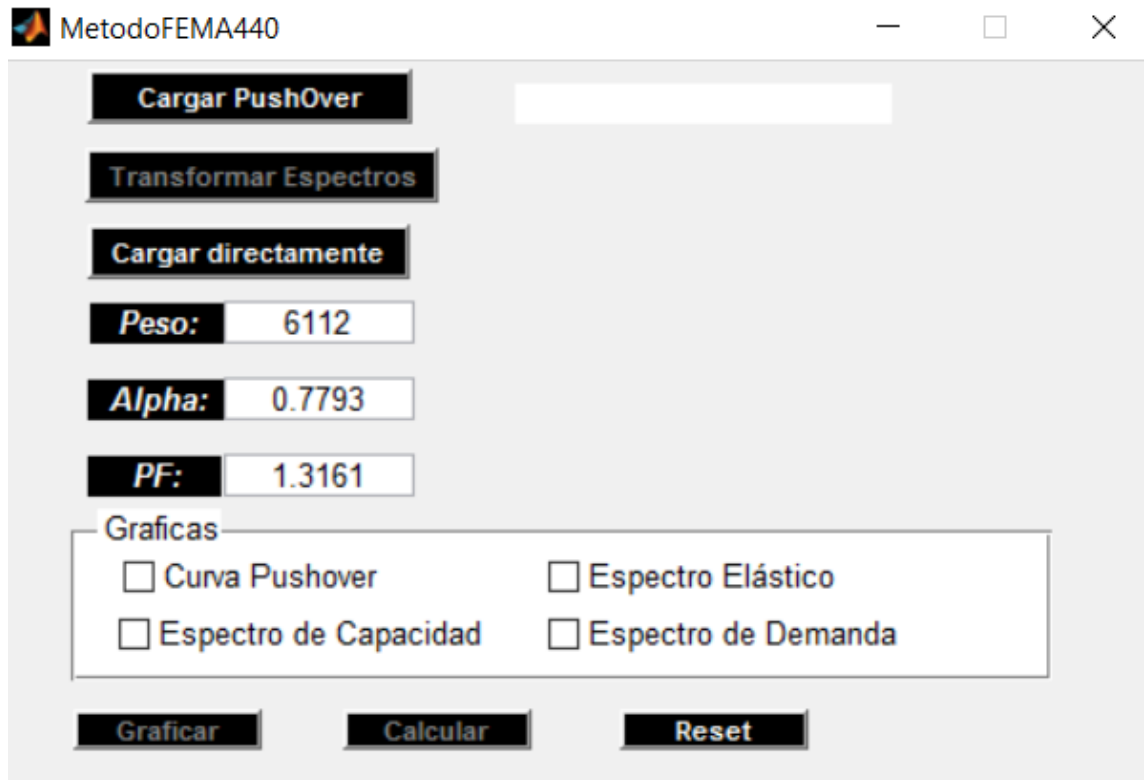 MetodoFEMA440
Cargar PushOver
Transformar Espectros
Cargar directamente
Peso: 6112
Alpha: 0.7793
PF: 1.3161
Graficas
Curva Pushover Espectro Elástico
Espectro de Capacidad Espectro de Demanda
Graficar Calcular Reset